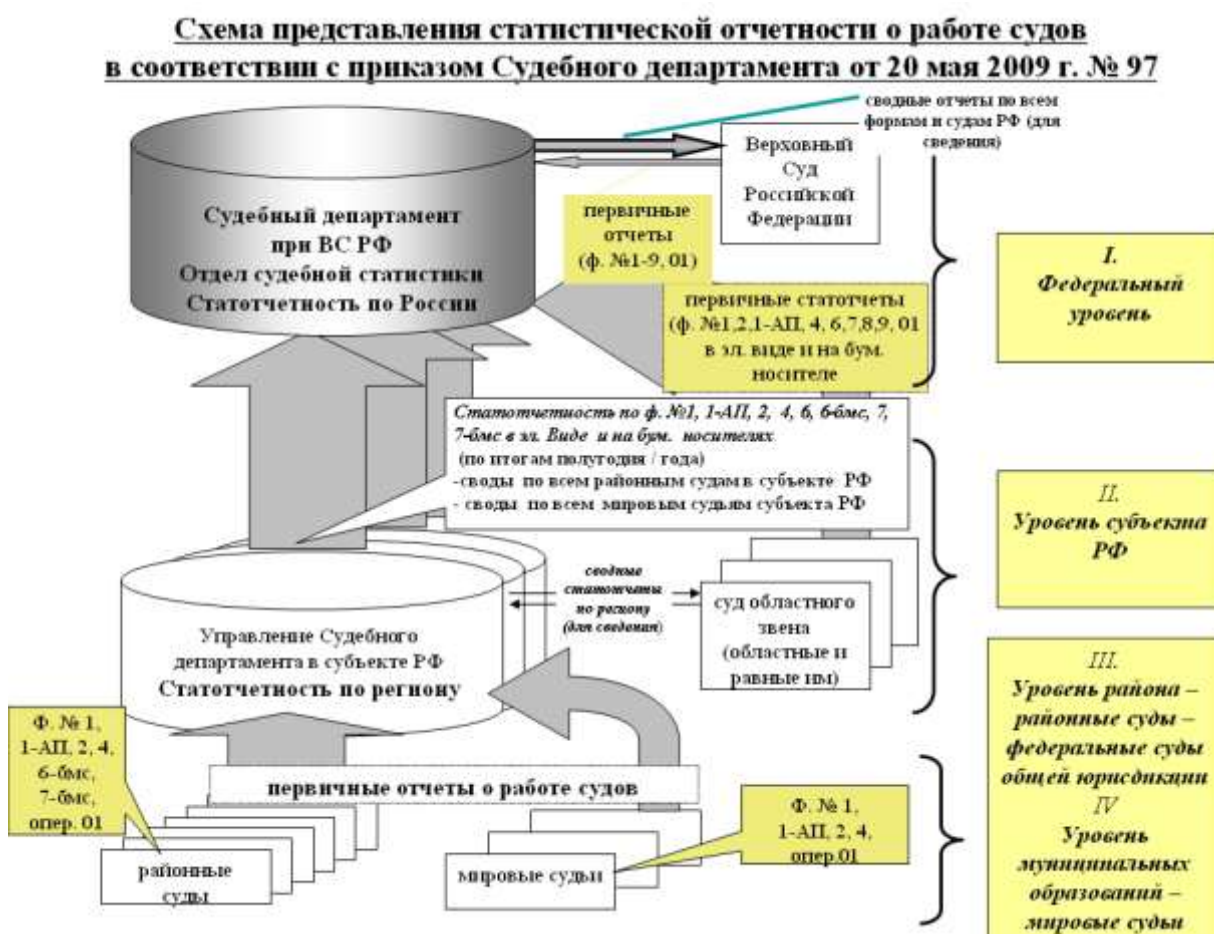 Схема представления статистической отчетности о работе судов
в соответствии с приказом Судебного департамента от 20 мая 2009 г. № 97
сводные отчеты по всем
формам и судам РФ (для
сведения)
Верховный
Суд
Российской
Федерации
Судебный департамент
при ВС РФ
Отдел судебной статистики
Статотчетность по России
первичные
отчеты
(ф. №1-9, 01)
первичные статотчеты
(ф. №1,2,1-АП, 4, 6,7,8,9, 01
в эл. виде и на бум.
носителе
I.
Федеральный
уровень
Статотчетность по ф. №1, 1-АП, 2, 4, 6, 6-бмс, 7,
7-бмс в эл. Виде и на бум. носителях
(по итогам полугодия / года)
-своды по всем районным судам в субъекте РФ
- своды по всем мировым судьям субъекта РФ
II.
Уровень субъекта
РФ
сводные
статотчеты
по региону
(для сведения)
суд областного
звена
(областные и
равные им)
Управление Судебного
департамента в субъекте РФ
Статотчетность по региону
III.
Уровень района –
районные суды –
федеральные суды
общей юрисдикции
IV
Уровень
муниципальных
образований –
мировые судьи
Ф. № 1,
1-АП, 2, 4,
6-бмс,
7-бмс,
опер. 01
первичные отчеты о работе судов
Ф. № 1,
1-АП, 2, 4,
опер.01
районные
суды
мировые судьи